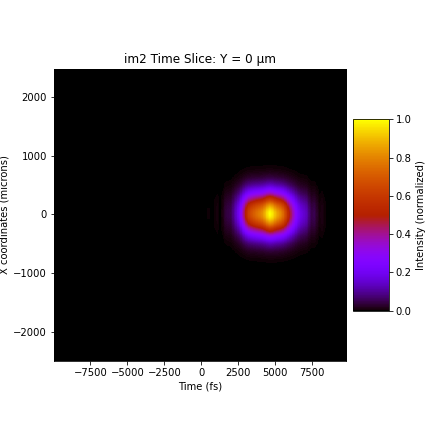 im2 Time Slice: Y = 0 μm
2000
1000
0
−1000
−2000
X coordinates (microns)
−7500 −5000 −2500 0 2500 5000 7500
Time (fs)
1.0
0.8
0.6
0.4
0.2
0.0
Intensity (normalized)